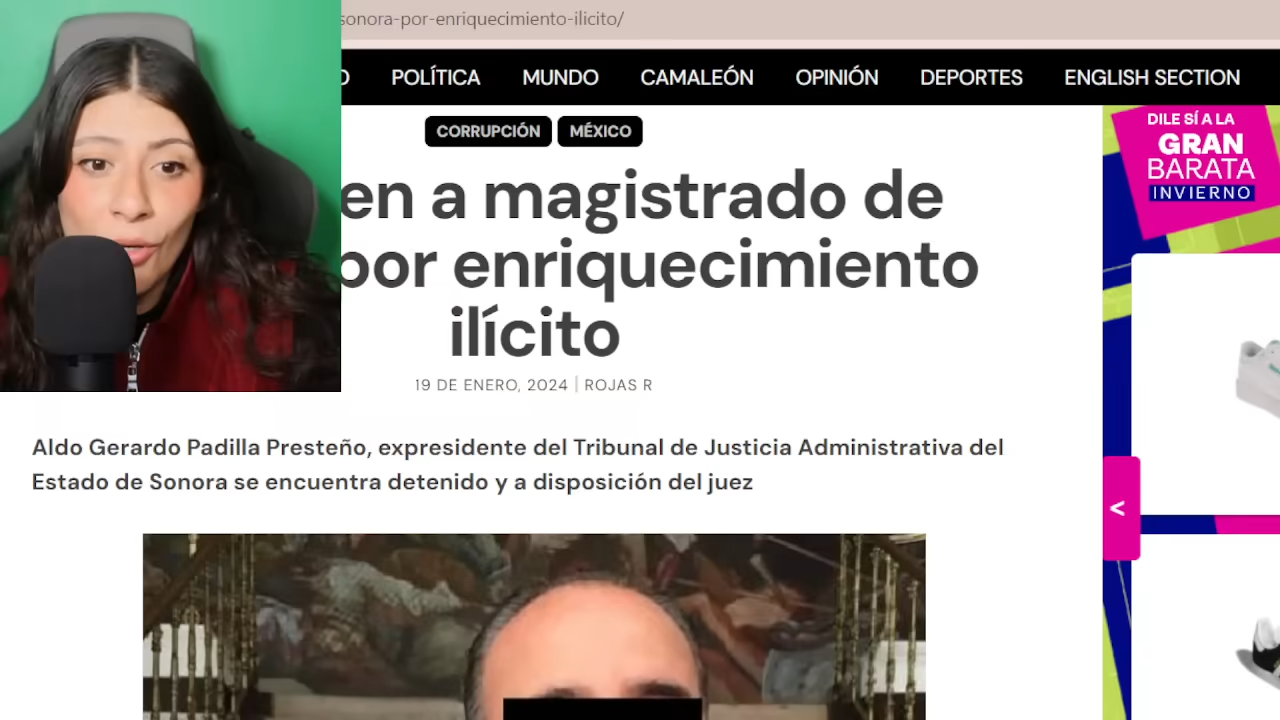 sonora-por-enriquecimiento-ilicito/
POLÍTICA MUNDO CAMALEÓN OPINIÓN DEPORTES ENGLISH SECTION
CORRUPCIÓN MÉXICO
en a magistrado de
por enriquecimiento
ilícito
19 DE ENERO, 2024 | ROJAS R
Aldo Gerardo Padilla Presteño, expresidente del Tribunal de Justicia Administrativa del
Estado de Sonora se encuentra detenido y a disposición del juez
DILE SÍ A LA
GRAN
BARATA
INVIERNO
<